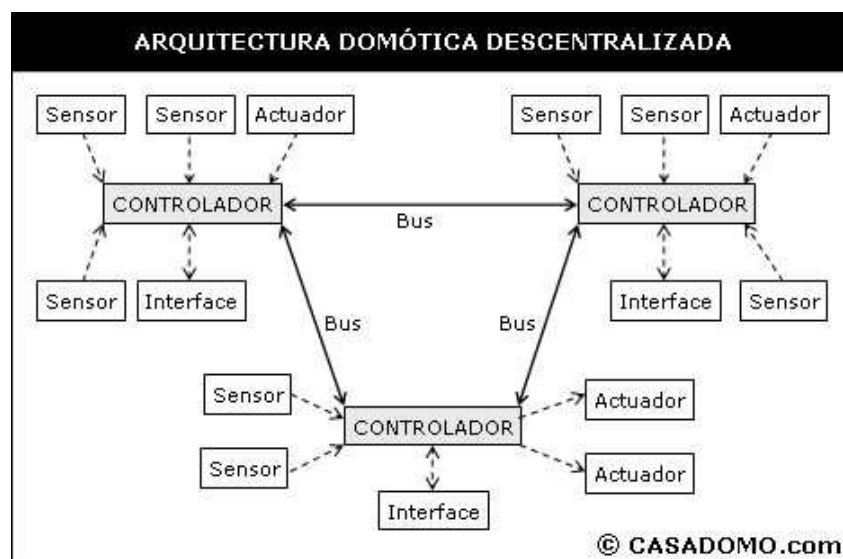 ARQUITECTURA DOMÓTICA DESCENTRALIZADA
Sensor Sensor Actuador Sensor Sensor Actuador
CONTROLADOR CONTROLADOR
Bus
Sensor Interface Interface Sensor
Bus Bus
Sensor Actuador
CONTROLADOR
Sensor Actuador
Interface
© CASADOMO.com